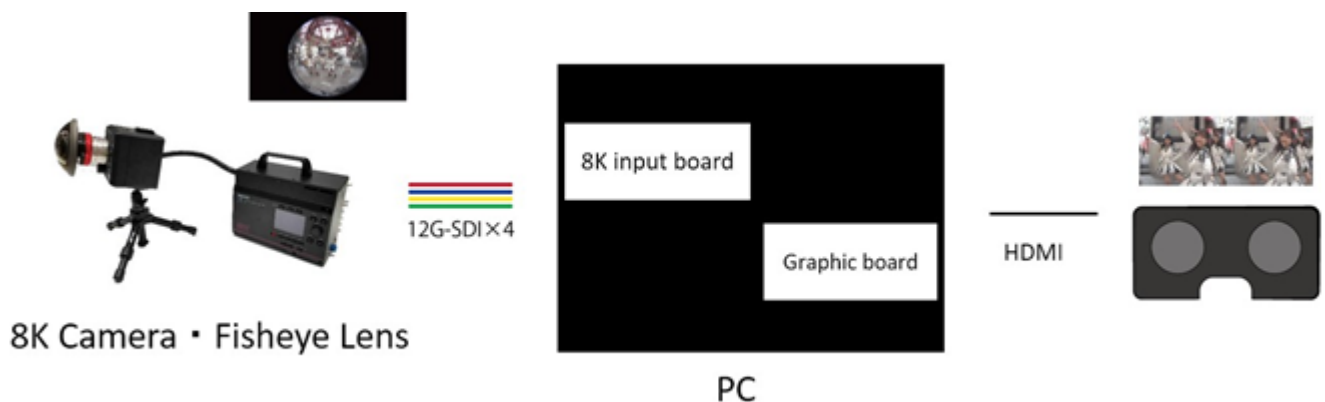 8K input board
12G-SDI×4
Graphic board
HDMI
8K Camera・Fisheye Lens
PC